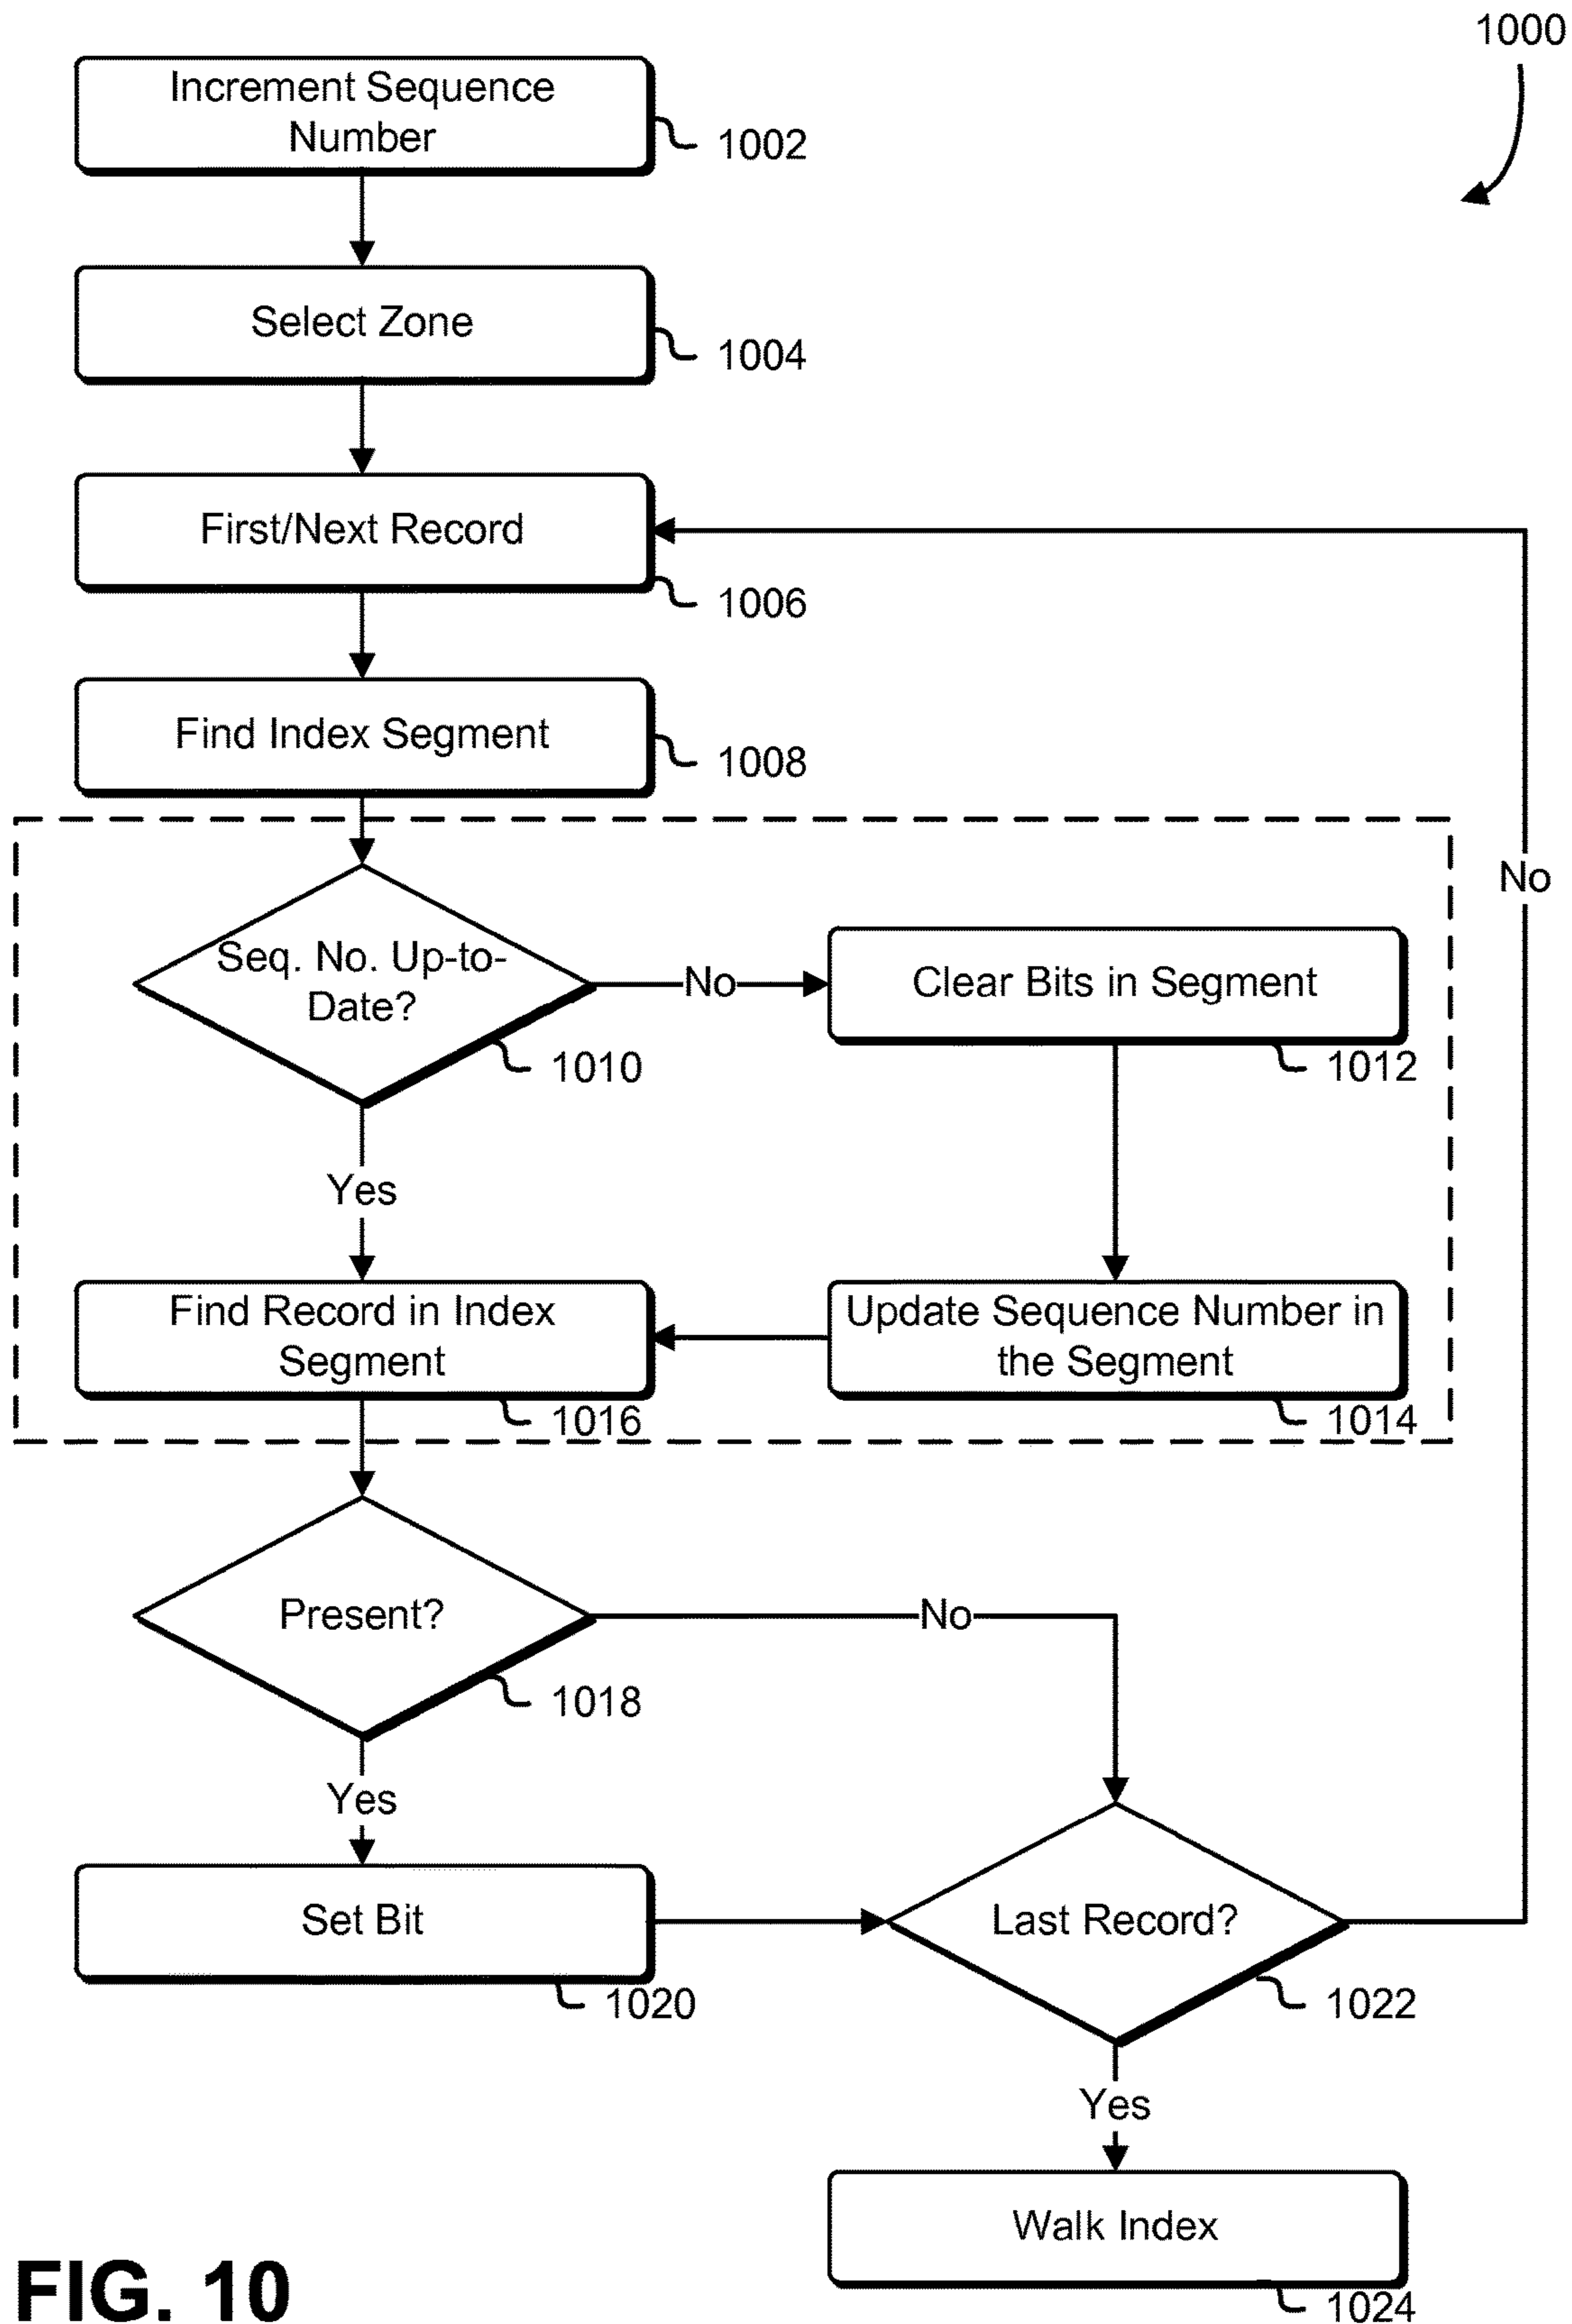 1000
Increment Sequence
Number
1002
Select Zone
1004
First/Next Record
1006
Find Index Segment
1008
No
Seq. No. Up-to-
Date?
1010
No
Clear Bits in Segment
1012
Yes
Find Record in Index
Segment
1016
Update Sequence Number in
the Segment
1014
Present?
1018
No
Yes
Set Bit
1020
Last Record?
1022
Yes
Walk Index
1024
FIG. 10